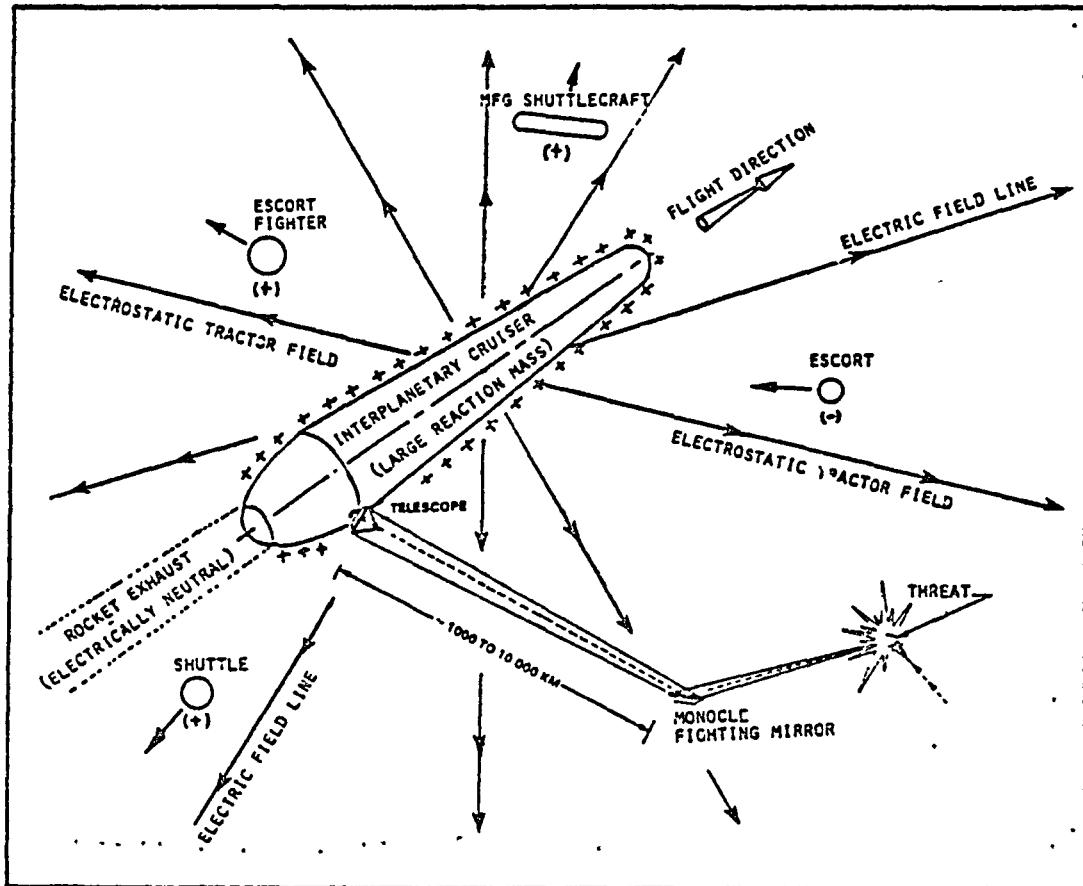 MFG SHUTTLECRAFT
(+)
FLIGHT DIRECTION
ESCORT
FIGHTER
(+)
ELECTRIC FIELD LINE
ELECTROSTATIC TRACTOR FIELD
INTERPLANETARY CRUISER
(LARGE REACTION MASS)
ESCORT
(-)
ELECTROSTATIC TRACTOR FIELD
TELESCOPE
ROCKET EXHAUST
(ELECTRICALLY NEUTRAL)
THREAT
~1000 TO 10 000 KM
SHUTTLE
(+)
ELECTRIC FIELD LINE
MONOCLE
FIGHTING MIRROR